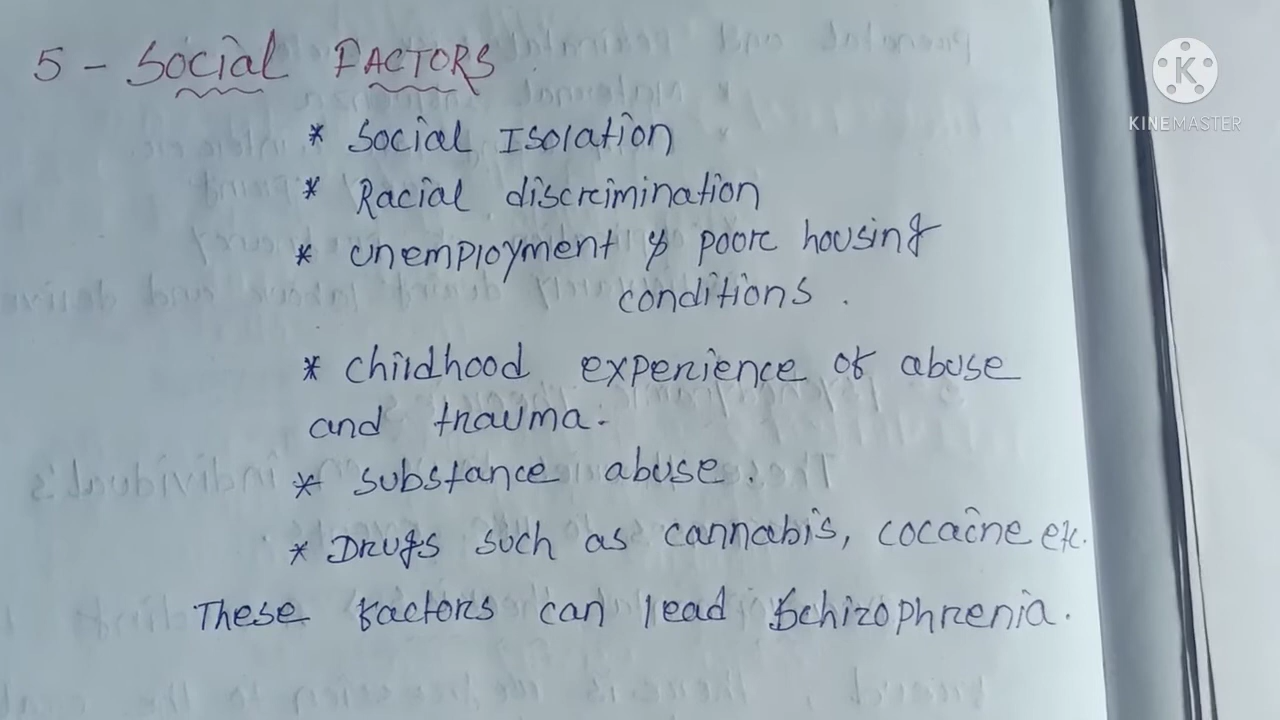 5 - Social FACTORS
* Social Isolation
* Racial discrimination
* unemployment & poor housing
conditions.
* childhood experience of abuse
and trauma.
* substance abuse.
* Drugs such as cannabis, cocaine etc.
These factors can lead Schizophrenia.
K
KINEMASTER